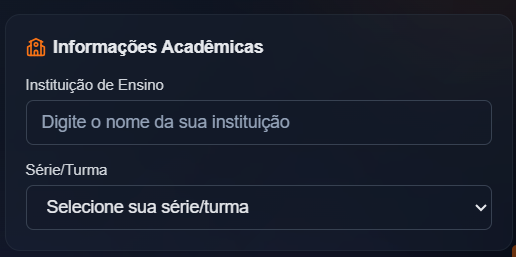 Informações Acadêmicas
Instituição de Ensino
Digite o nome da sua instituição
Série/Turma
Selecione sua série/turma